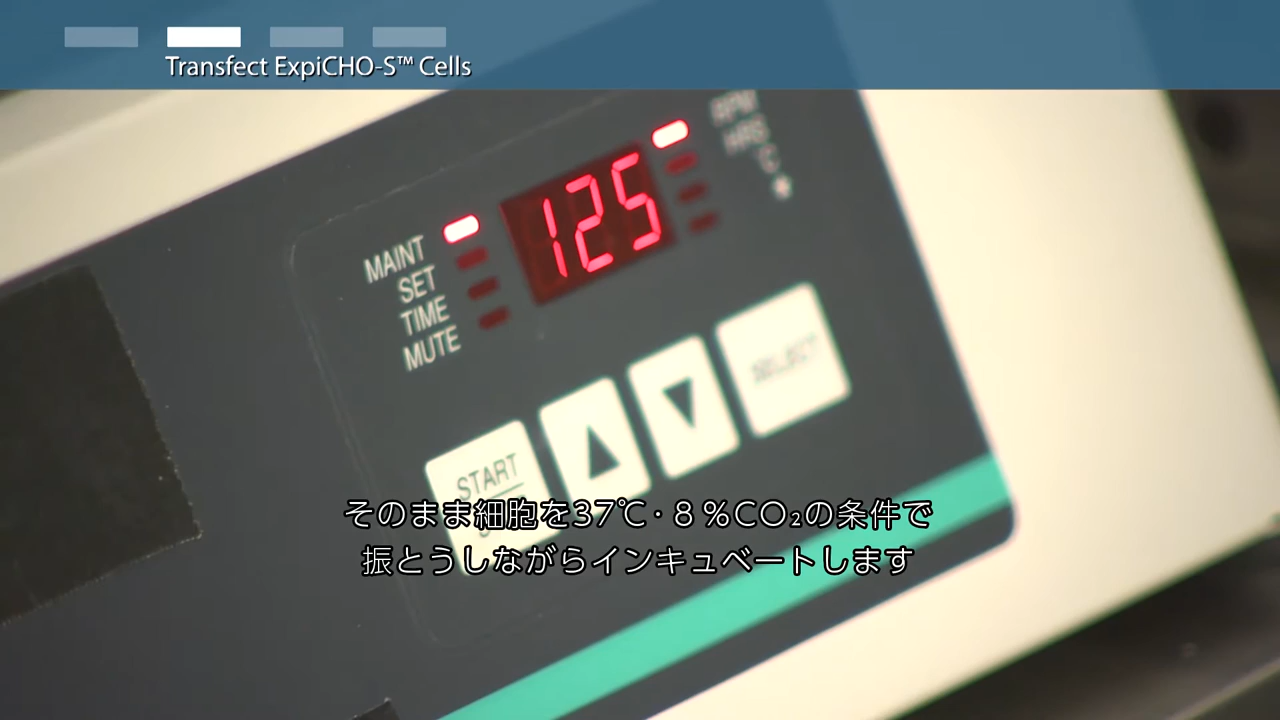 Transfect ExpiCHO-S™ Cells
RPM
HRS
°C
125
MAINT
SET
TIME
MUTE
SELECT
START
そのまま細胞を37℃・8％CO₂の条件で
振とうしながらインキュベートします